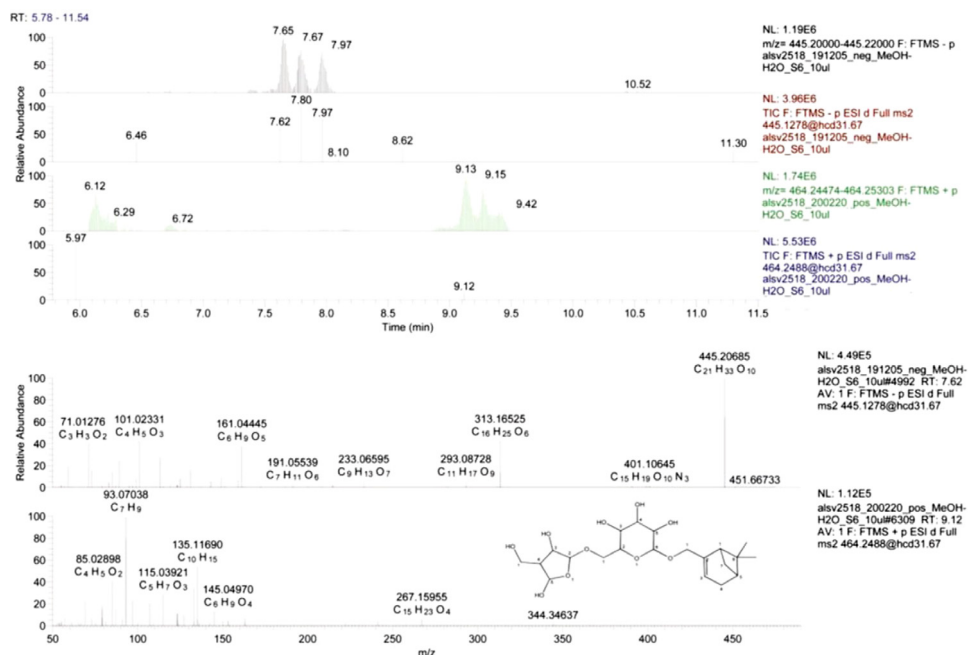 RT: 5.78 - 11.54
100
50
0
7.65
7.67
7.97
10.52
NL: 1.19E6
m/z= 445.20000-445.22000 F: FTMS - p
alsv2518_191205_neg_MeOH-
H2O_S6_10ul
Relative Abundance
100
50
0
6.46
7.62
7.80
7.97
8.10
8.62
11.30
NL: 3.96E6
TIC F: FTMS - p ESI d Full ms2
445.1278@hcd31.67
alsv2518_191205_neg_MeOH-
H2O_S6_10ul
100
50
0
6.12
6.29
6.72
9.13
9.15
9.42
NL: 1.74E6
m/z= 464.24474-464.25303 F: FTMS + p
alsv2518_200220_pos_MeOH-
H2O_S6_10ul
100
50
0
5.97
9.12
NL: 5.53E6
TIC F: FTMS + p ESI d Full ms2
464.2488@hcd31.67
alsv2518_200220_pos_MeOH-
H2O_S6_10ul
6.0 6.5 7.0 7.5 8.0 8.5 9.0 9.5 10.0 10.5 11.0 11.5
Time (min)
Relative Abundance
100
80
60
40
20
0
71.01276
C3 H3 O2
101.02331
C4 H5 O3
161.04445
C6 H9 O5
191.05539
C7 H11 O6
233.06595
C9 H13 O7
293.08728
C11 H17 O9
313.16525
C16 H25 O6
401.10645
C15 H19 O10 N3
445.20685
C21 H33 O10
451.66733
NL: 4.49E5
alsv2518_191205_neg_MeOH-
H2O_S6_10ul#4992 RT: 7.62
AV: 1 F: FTMS - p ESI d Full
ms2 445.1278@hcd31.67
100
80
60
40
20
0
93.07038
C7 H9
85.02898
C4 H5 O2
115.03921
C5 H7 O3
135.11690
C10 H15
145.04970
C6 H9 O4
267.15955
C15 H23 O4
344.34637
OH
HO
OH
HO
HO
HO
O
O
O
O
NL: 1.12E5
alsv2518_200220_pos_MeOH-
H2O_S6_10ul#6309 RT: 9.12
AV: 1 F: FTMS + p ESI d Full
ms2 464.2488@hcd31.67
50 100 150 200 250 300 350 400 450
m/z